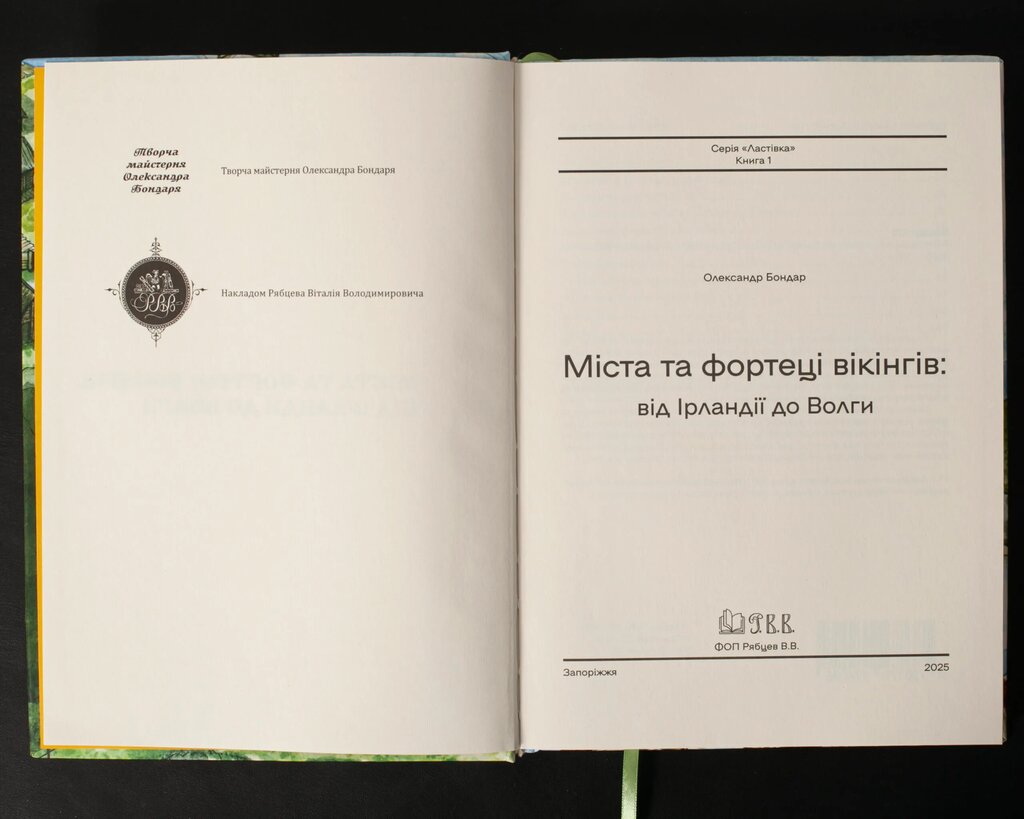 Творча
майстерня
Олександра
Бондаря
Творча майстерня Олександра Бондаря
Р.В.В.
Накладом Рябцева Віталія Володимировича
Серія «Ластівка»
Книга 1
Олександр Бондар
Міста та фортеці вікінгів:
від Ірландії до Волги
Р.В.В.
ФОП Рябцев В.В.
Запоріжжя
2025